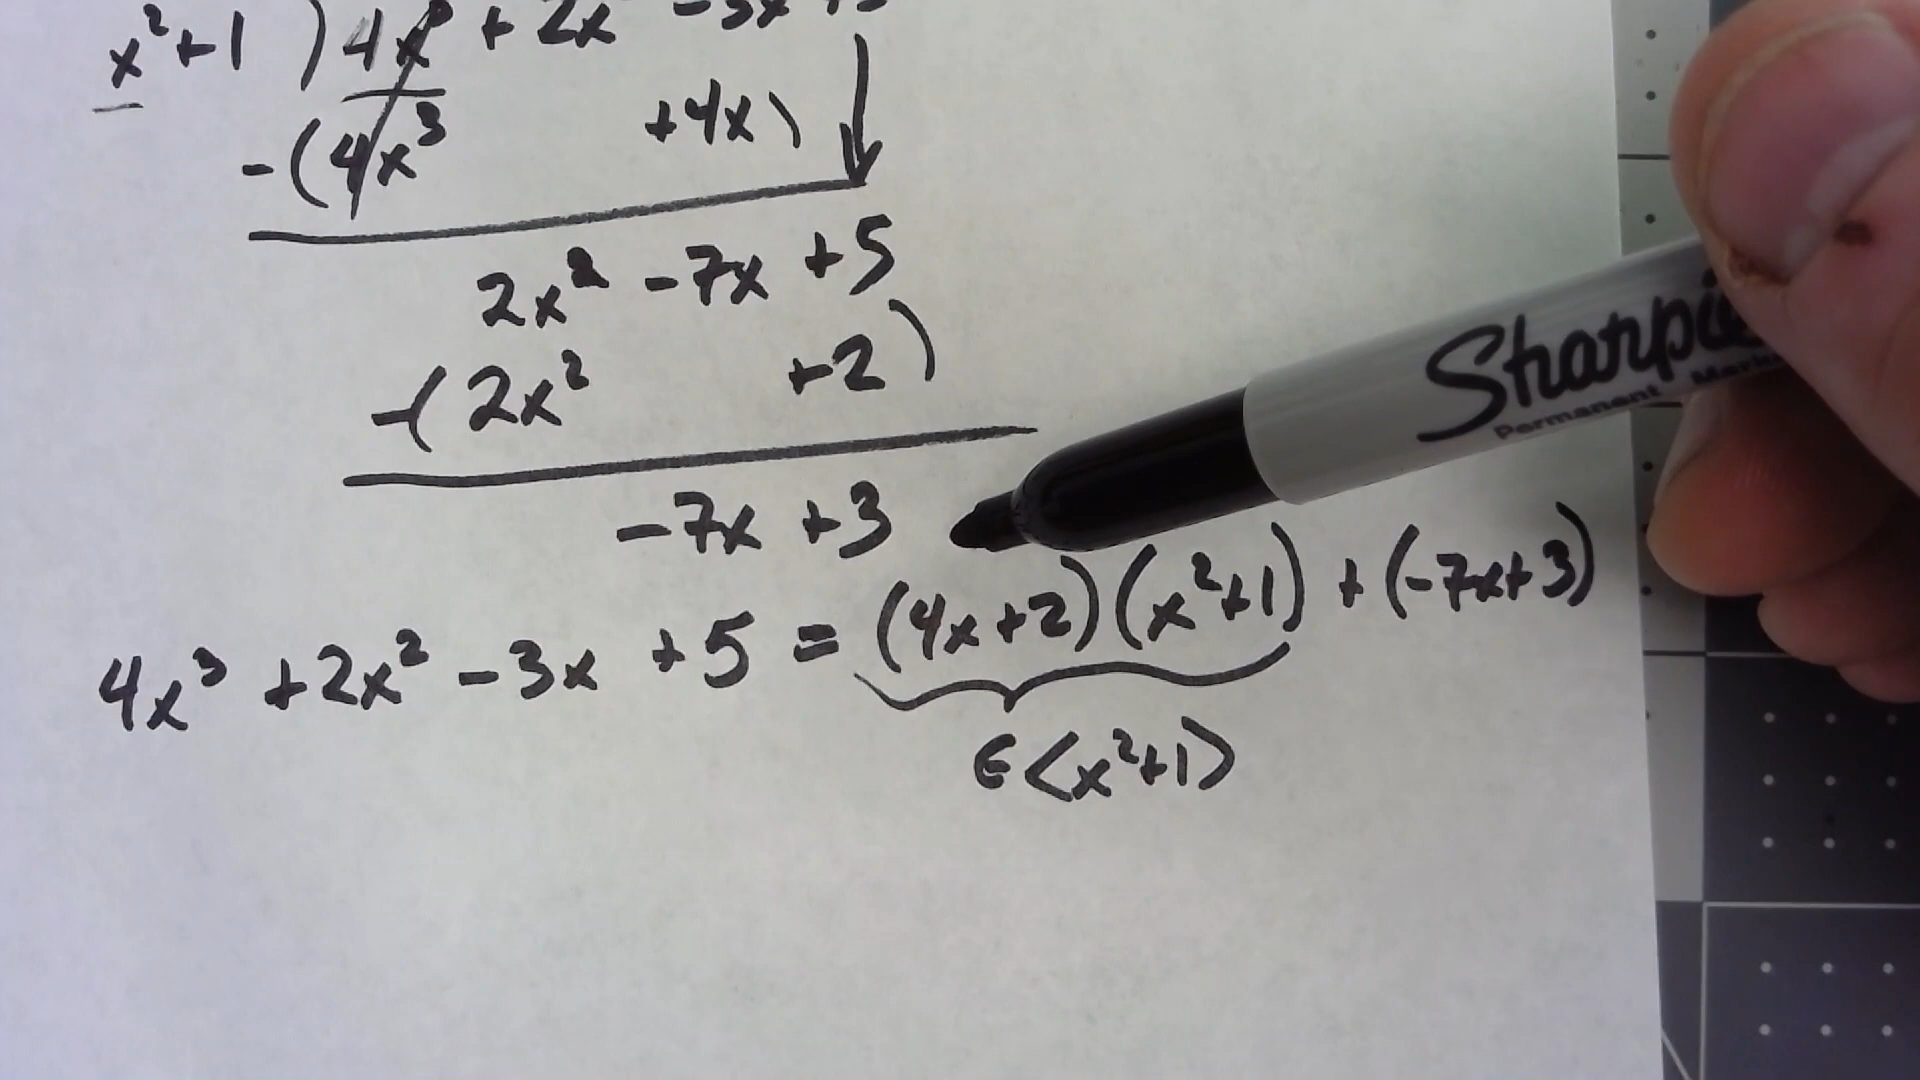 x²+1 ) 4x³ + 2x² - 3x + 5
-(4x³ +4x)
2x² -7x +5
-(2x² +2)
-7x +3
4x³ +2x² -3x +5 = (4x+2)(x²+1) + (-7x+3)
∈⟨x²+1⟩
Sharpie
Permanent Marker